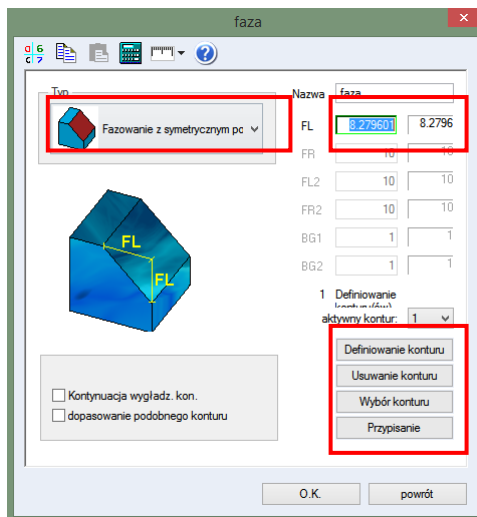 faza
a 6
c 7
Typ
Fazowanie z symetrycznym po
Nazwa faza
FL 8.279601 8.2796
FR 10 10
FL2 10 10
FR2 10 10
BG1 1 1
BG2 1 1
FL
FL
1 Definiowanie
aktywny kontur: 1
Definiowanie konturu
Usuwanie konturu
Wybór konturu
Przypisanie
Kontynuacja wygładz. kon.
dopasowanie podobnego konturu
O.K. powrót